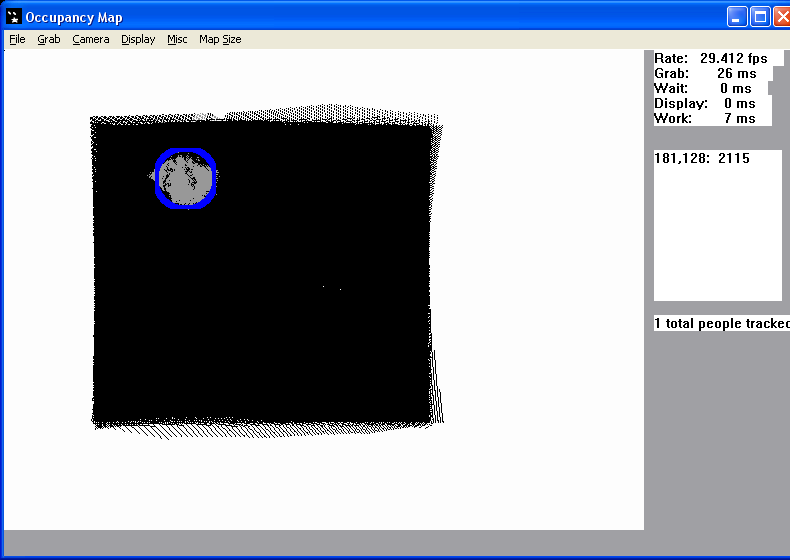 Occupancy Map
File Grab Camera Display Misc Map Size
Rate: 29.412 fps
Grab: 26 ms
Wait: 0 ms
Display: 0 ms
Work: 7 ms
181,128: 2115
1 total people tracked